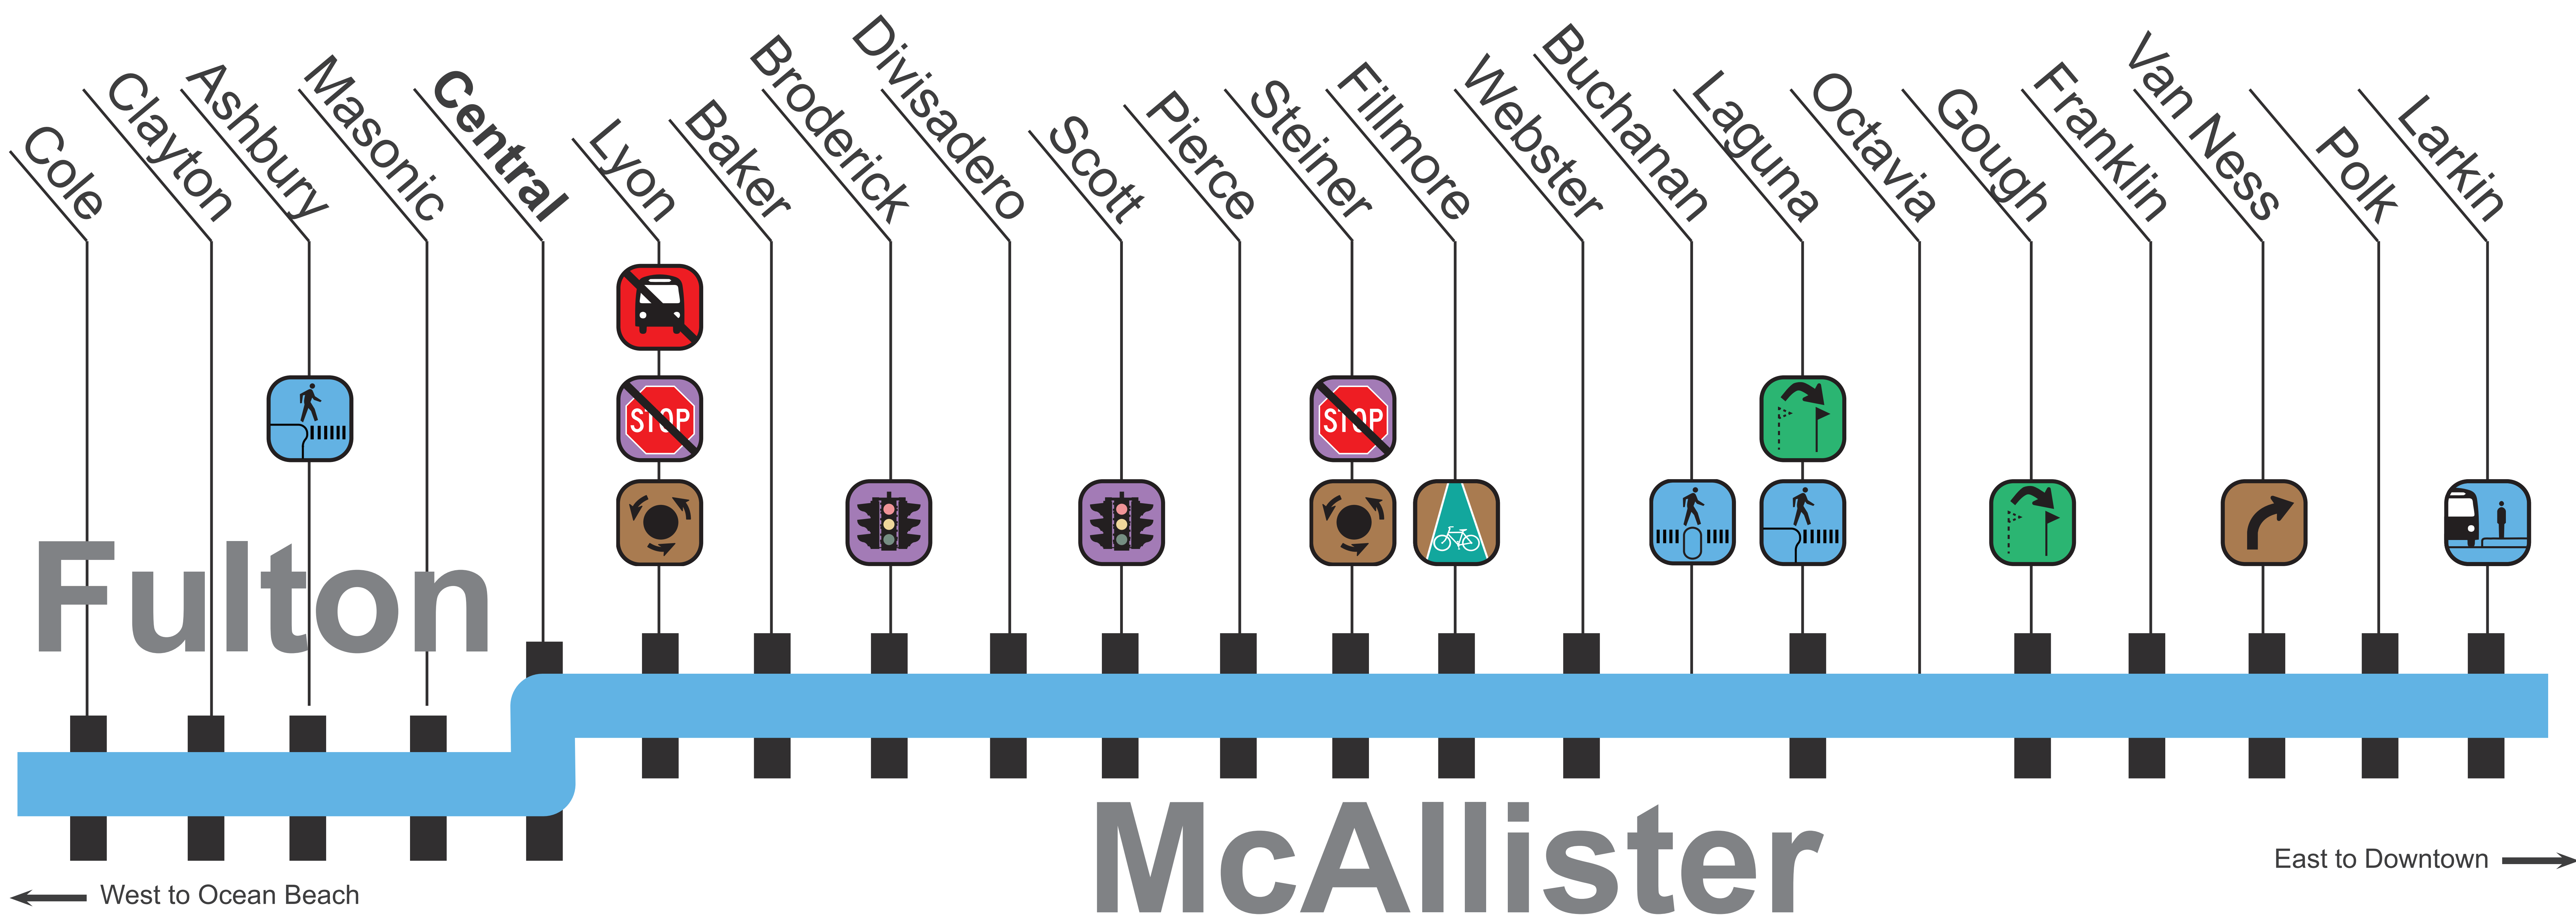 Cole
Clayton
Ashbury
Masonic
Central
Lyon
Baker
Broderick
Divisadero
Scott
Pierce
Steiner
Fillmore
Webster
Buchanan
Laguna
Octavia
Gough
Franklin
Van Ness
Polk
Larkin
STOP
STOP
Fulton
McAllister
West to Ocean Beach
East to Downtown